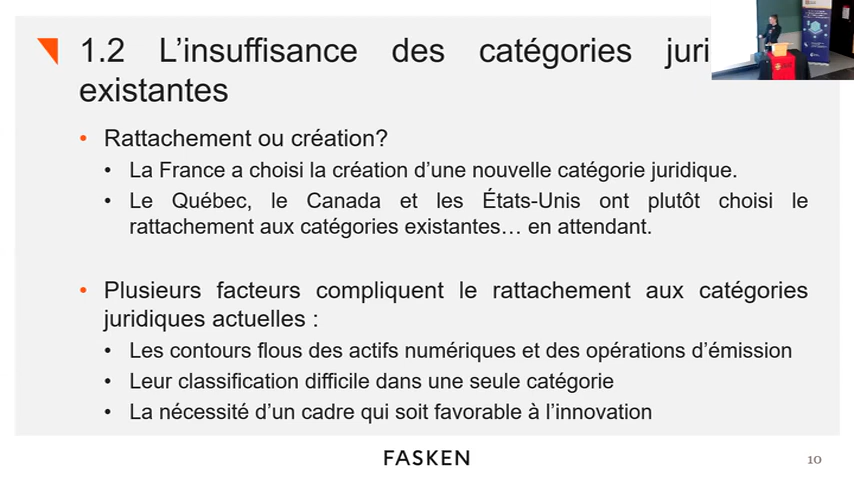 1.2 L'insuffisance des catégories
existantes
• Rattachement ou création?
• La France a choisi la création d'une nouvelle catégorie juridique.
• Le Québec, le Canada et les États-Unis ont plutôt choisi le
rattachement aux catégories existantes… en attendant.
• Plusieurs facteurs compliquent le rattachement aux catégories
juridiques actuelles :
• Les contours flous des actifs numériques et des opérations d'émission
• Leur classification difficile dans une seule catégorie
• La nécessité d'un cadre qui soit favorable à l'innovation
FASKEN
10